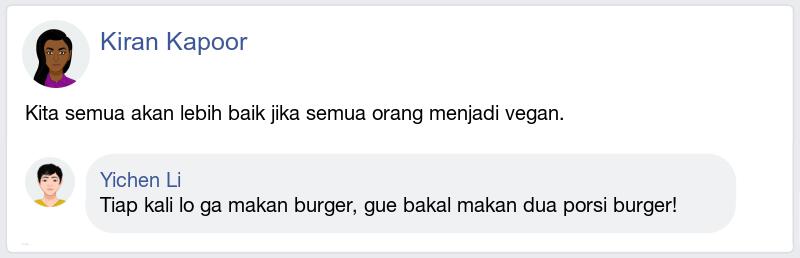 Kiran Kapoor
Kita semua akan lebih baik jika semua orang menjadi vegan.
Yichen Li
Tiap kali lo ga makan burger, gue bakal makan dua porsi burger!